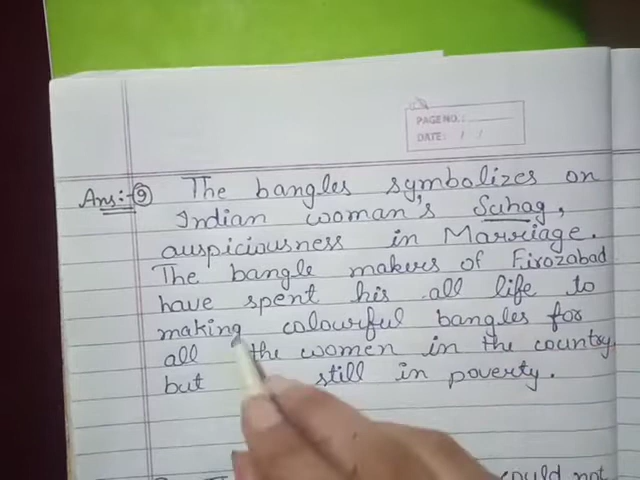 PAGE NO.:
DATE: / /
Ans:- 9 The bangles symbolizes on
Indian woman's Suhag,
auspiciousness in Marriage.
The bangle makers of Firozabad
have spent his all life to
making colourful bangles for
all the women in the country
but still in poverty.
could not